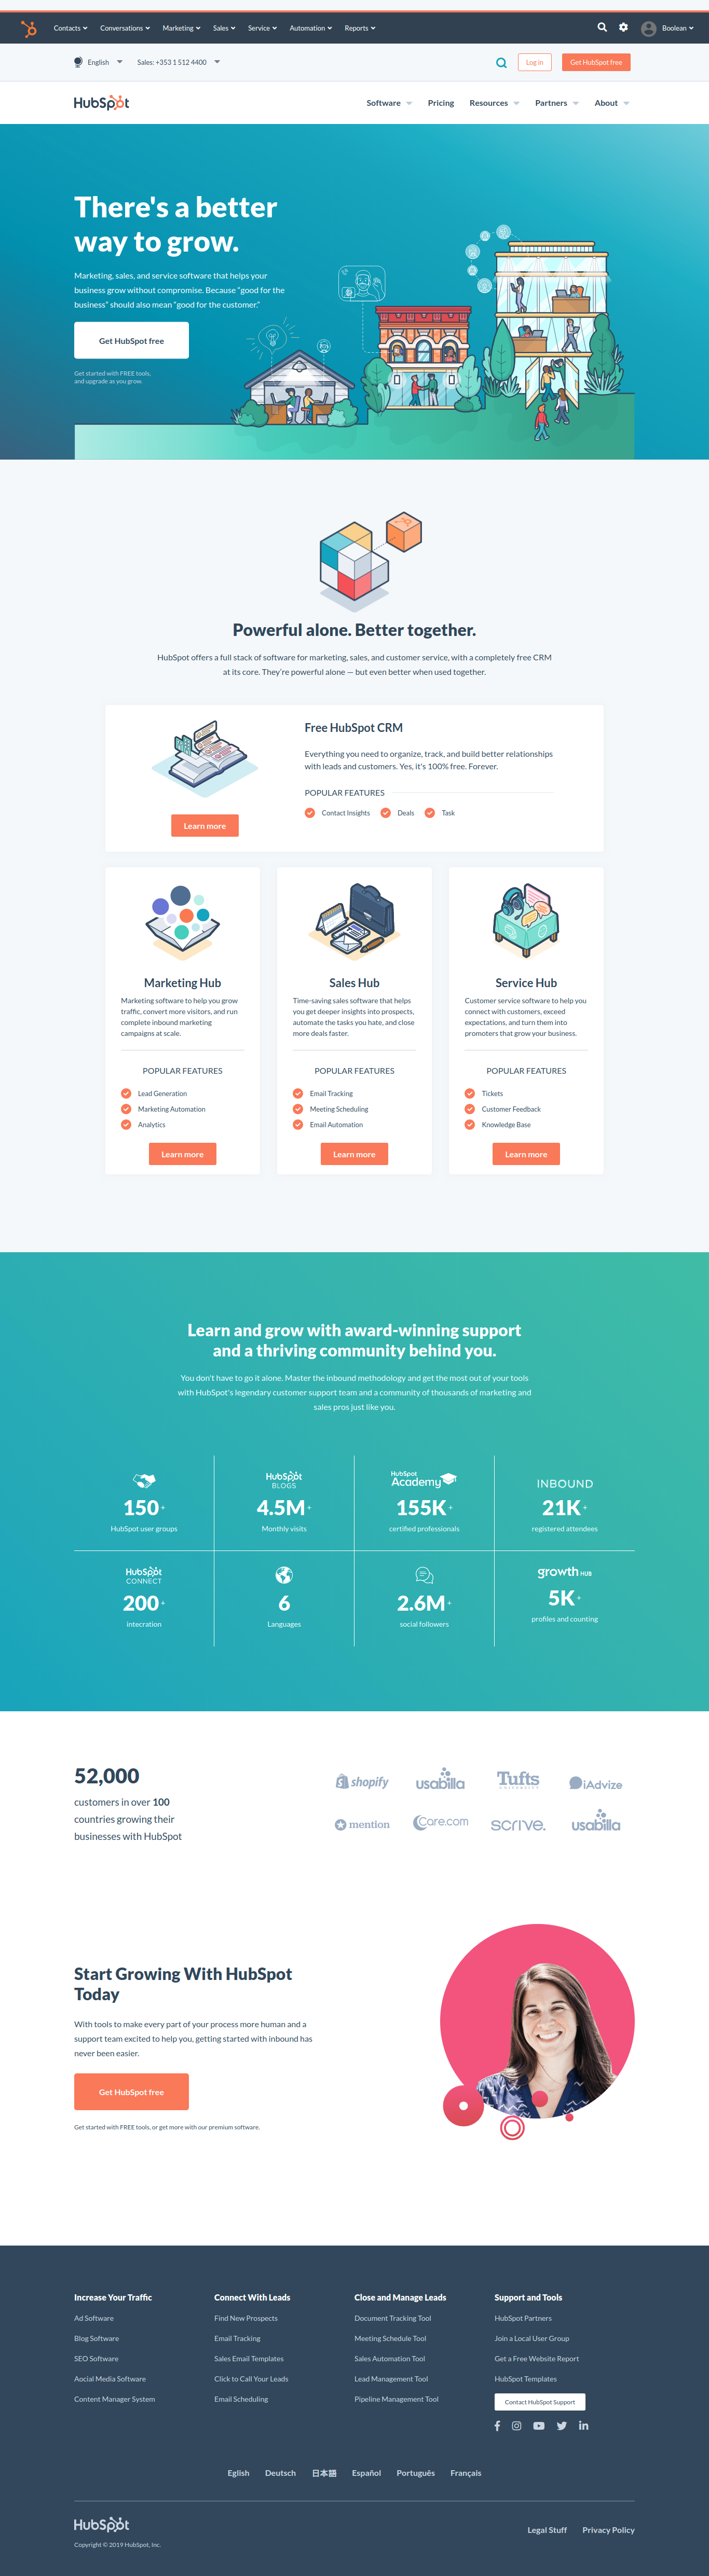 Contacts Conversations Marketing Sales Service Automation Reports Boolean
English Sales: +353 1 512 4400 Log in Get HubSpot free
HubSpot Software Pricing Resources Partners About
There's a better
way to grow.
Marketing, sales, and service software that helps your
business grow without compromise. Because “good for the
business” should also mean “good for the customer.”
Get HubSpot free
Get started with FREE tools,
and upgrade as you grow.
Powerful alone. Better together.
HubSpot offers a full stack of software for marketing, sales, and customer service, with a completely free CRM
at its core. They're powerful alone — but even better when used together.
Free HubSpot CRM
Everything you need to organize, track, and build better relationships
with leads and customers. Yes, it's 100% free. Forever.
POPULAR FEATURES
Contact Insights Deals Task
Learn more
Marketing Hub
Marketing software to help you grow
traffic, convert more visitors, and run
complete inbound marketing
campaigns at scale.
POPULAR FEATURES
Lead Generation
Marketing Automation
Analytics
Learn more
Sales Hub
Time-saving sales software that helps
you get deeper insights into prospects,
automate the tasks you hate, and close
more deals faster.
POPULAR FEATURES
Email Tracking
Meeting Scheduling
Email Automation
Learn more
Service Hub
Customer service software to help you
connect with customers, exceed
expectations, and turn them into
promoters that grow your business.
POPULAR FEATURES
Tickets
Customer Feedback
Knowledge Base
Learn more
Learn and grow with award-winning support
and a thriving community behind you.
You don't have to go it alone. Master the inbound methodology and get the most out of your tools
with HubSpot's legendary customer support team and a community of thousands of marketing and
sales pros just like you.
150+
HubSpot user groups
HubSpot
BLOGS
4.5M+
Monthly visits
HubSpot
Academy
155K+
certified professionals
INBOUND
21K+
registered attendees
HubSpot
CONNECT
200+
intecration
6
Languages
2.6M+
social followers
growth HUB
5K+
profiles and counting
52,000
customers in over 100
countries growing their
businesses with HubSpot
shopify usabilla Tufts UNIVERSITY iAdvize
mention Care.com SCRIVE. usabilla
Start Growing With HubSpot
Today
With tools to make every part of your process more human and a
support team excited to help you, getting started with inbound has
never been easier.
Get HubSpot free
Get started with FREE tools, or get more with our premium software.
Increase Your Traffic
Ad Software
Blog Software
SEO Software
Aocial Media Software
Content Manager System
Connect With Leads
Find New Prospects
Email Tracking
Sales Email Templates
Click to Call Your Leads
Email Scheduling
Close and Manage Leads
Document Tracking Tool
Meeting Schedule Tool
Sales Automation Tool
Lead Management Tool
Pipeline Management Tool
Support and Tools
HubSpot Partners
Join a Local User Group
Get a Free Website Report
HubSpot Templates
Contact HubSpot Support
Eglish Deutsch 日本語 Español Português Français
HubSpot
Copyright © 2019 HubSpot, Inc.
Legal Stuff Privacy Policy